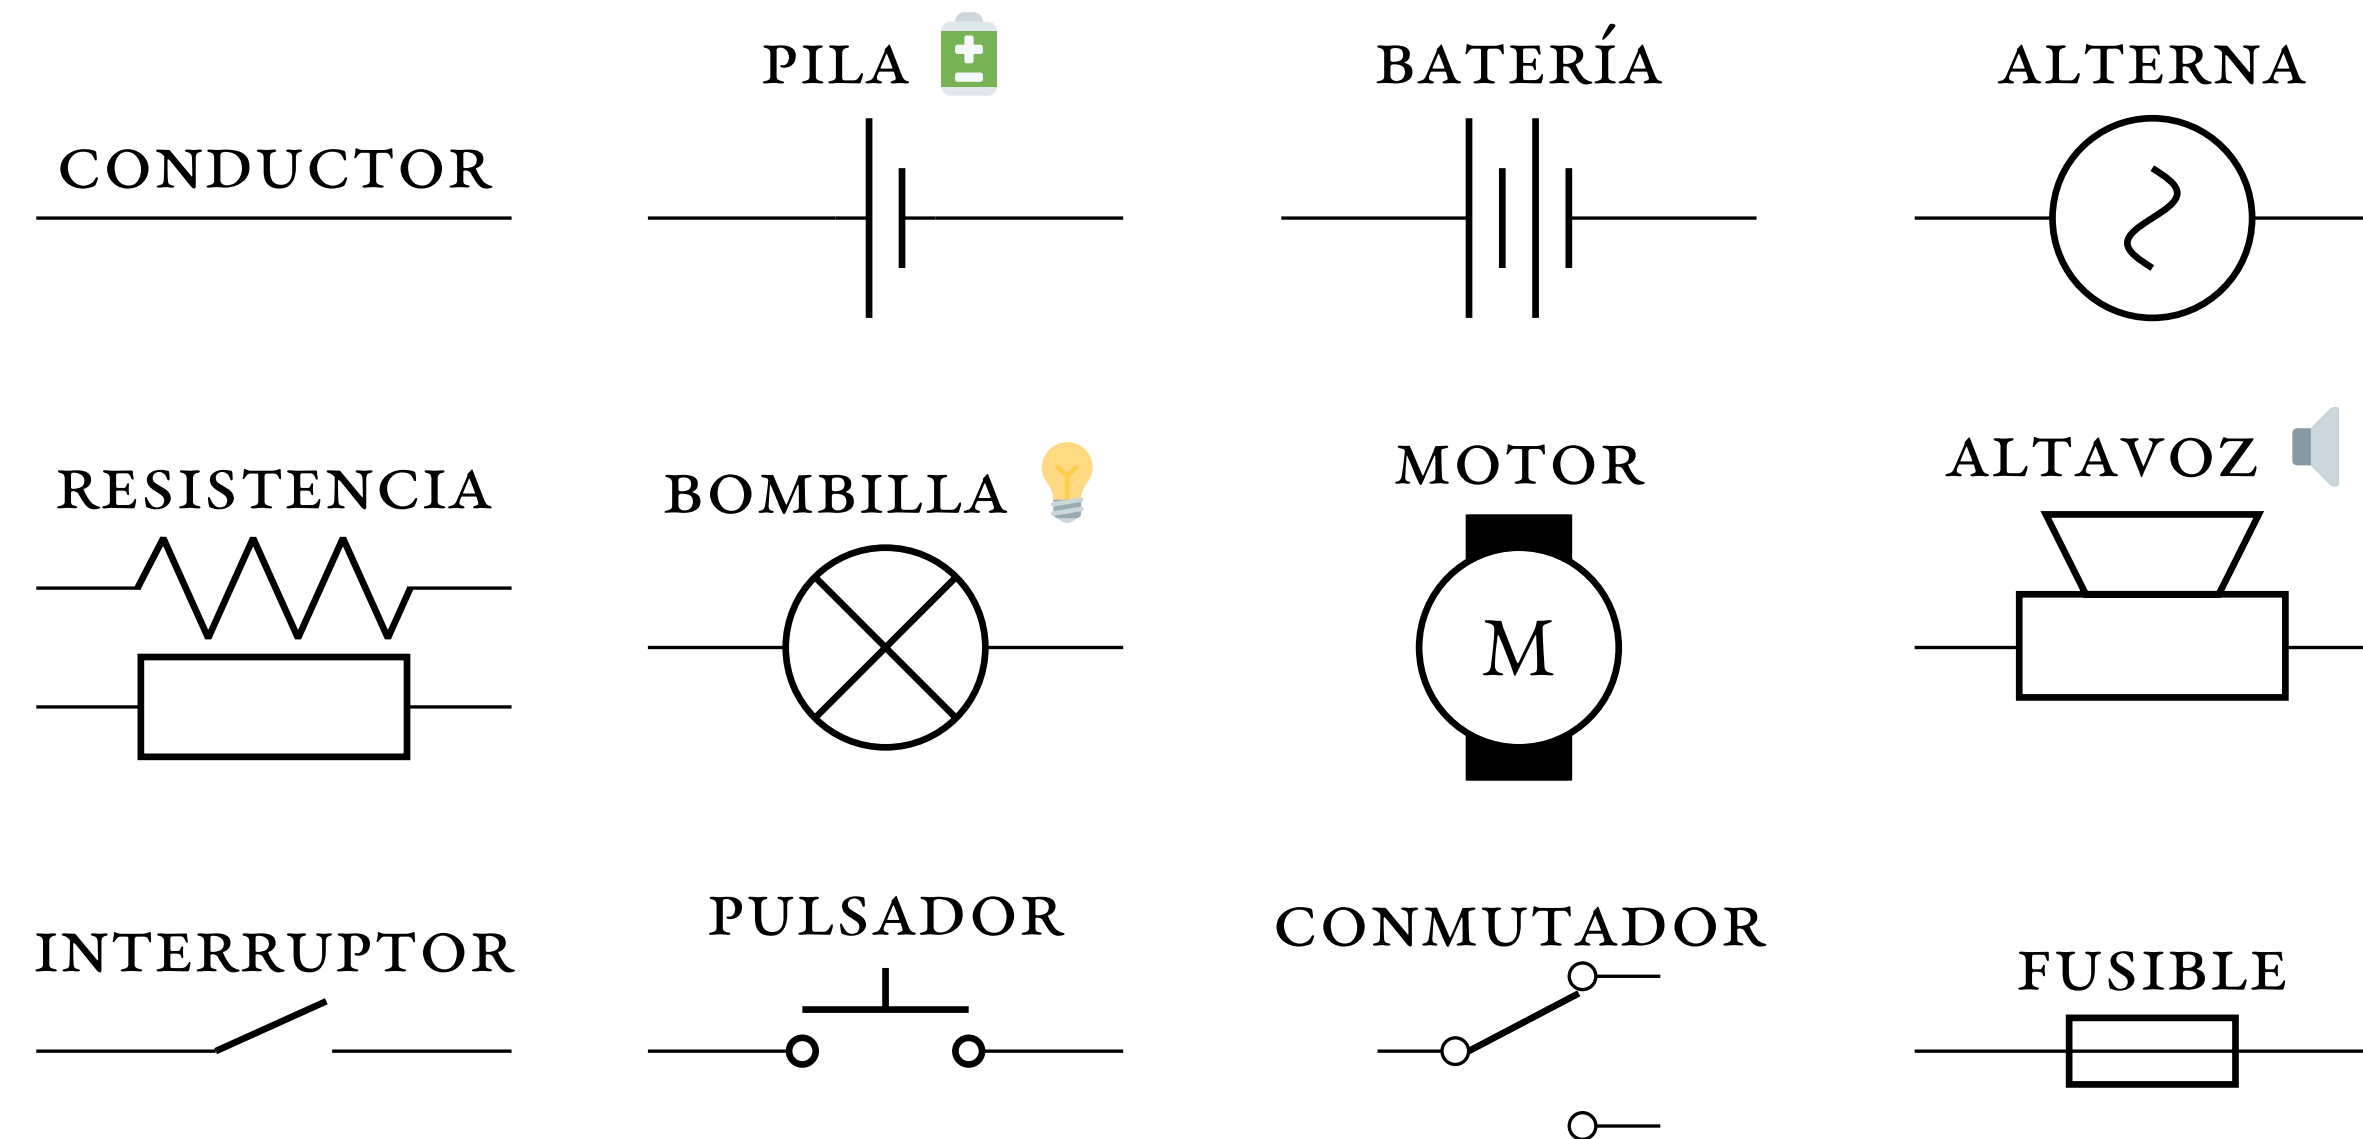 PILA
BATERÍA
ALTERNA
CONDUCTOR
RESISTENCIA
BOMBILLA
MOTOR
ALTAVOZ
M
INTERRUPTOR
PULSADOR
CONMUTADOR
FUSIBLE